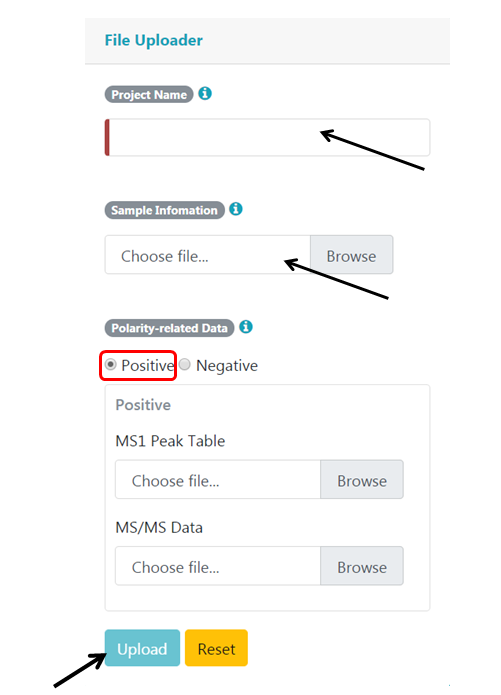 File Uploader
Project Name
Sample Infomation
Choose file... Browse
Polarity-related Data
Positive Negative
Positive
MS1 Peak Table
Choose file... Browse
MS/MS Data
Choose file... Browse
Upload Reset